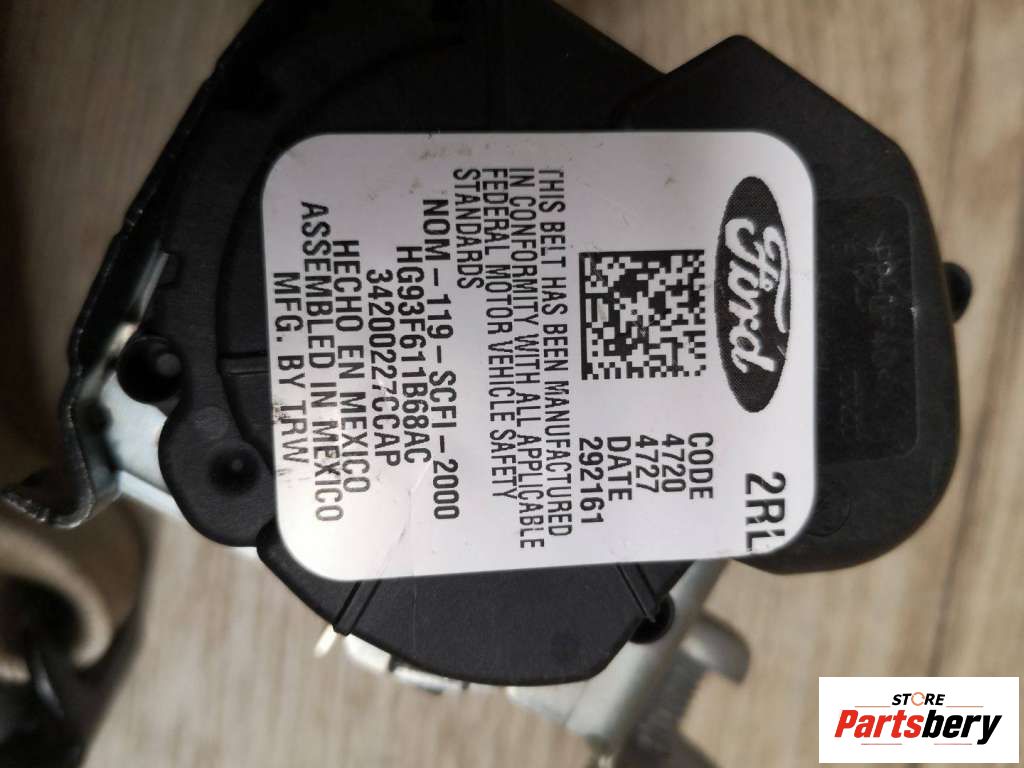 2RL
Ford
CODE
4720
4727
DATE
292161
THIS BELT HAS BEEN MANUFACTURED
IN CONFORMITY WITH ALL APPLICABLE
FEDERAL MOTOR VEHICLE SAFETY
STANDARDS
NOM-119-SCFI-2000
HG93F611B68AC
34200227CCAP
HECHO EN MEXICO
ASSEMBLED IN MEXICO
MFG. BY TRW
STORE
Partsbery